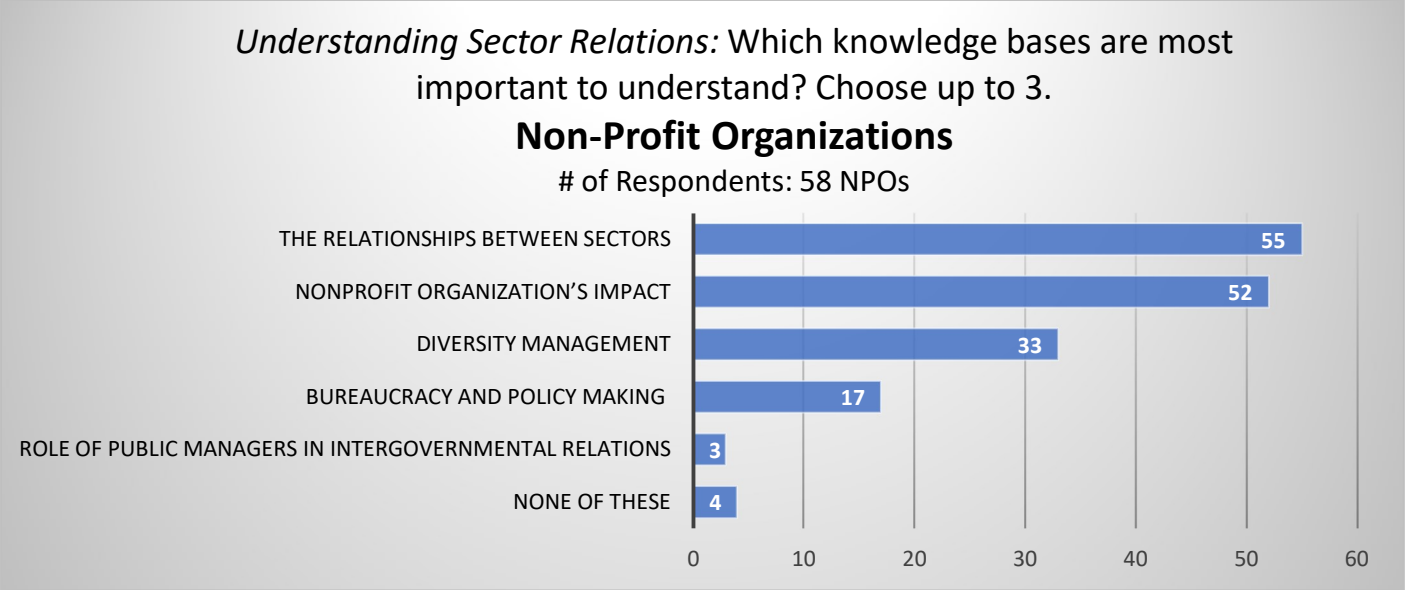 Understanding Sector Relations: Which knowledge bases are most
important to understand? Choose up to 3.
Non-Profit Organizations
# of Respondents: 58 NPOs
THE RELATIONSHIPS BETWEEN SECTORS 55
NONPROFIT ORGANIZATION’S IMPACT 52
DIVERSITY MANAGEMENT 33
BUREAUCRACY AND POLICY MAKING 17
ROLE OF PUBLIC MANAGERS IN INTERGOVERNMENTAL RELATIONS 3
NONE OF THESE 4
0 10 20 30 40 50 60